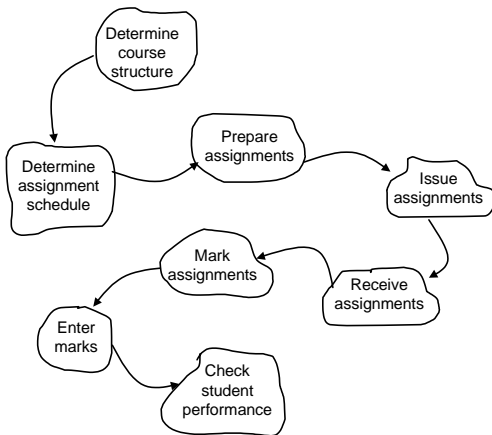 Determine
course
structure
Determine
assignment
schedule
Prepare
assignments
Issue
assignments
Receive
assignments
Mark
assignments
Enter
marks
Check
student
performance